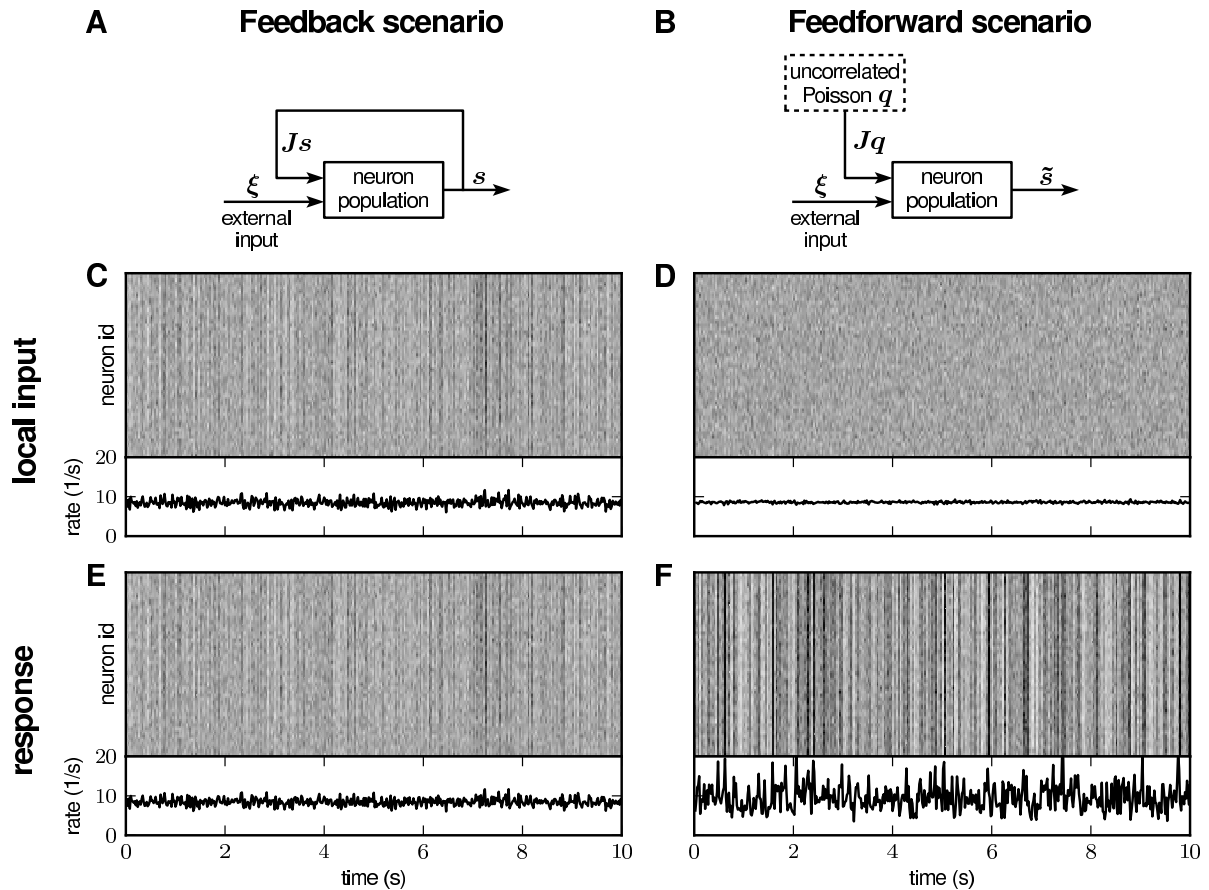 A Feedback scenario
Js
ξ
external
input
neuron
population
s
B Feedforward scenario
uncorrelated
Poisson q
Jq
ξ
external
input
neuron
population
s̃
local input
C
neuron id
20
10
0
rate (1/s)
D
response
E
neuron id
20
10
0
rate (1/s)
0 2 4 6 8 10
time (s)
F
0 2 4 6 8 10
time (s)